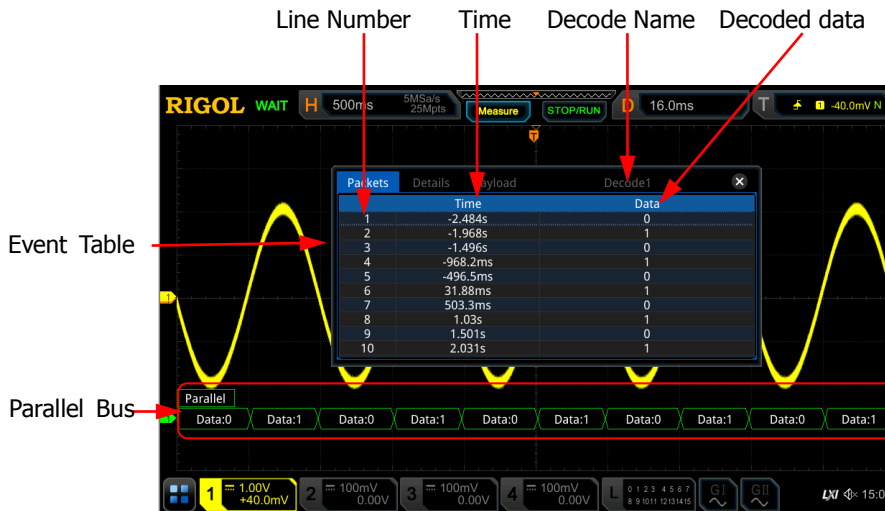 Line Number Time Decode Name Decoded data
RIGOL WAIT H 500ms 5MSa/s 25Mpts Measure STOP/RUN D 16.0ms T 1 -40.0mV N
T
Packets Details Payload Decode1
Time Data
1 -2.484s 0
2 -1.968s 1
3 -1.496s 0
4 -968.2ms 1
5 -496.5ms 0
6 31.88ms 1
7 503.3ms 0
8 1.03s 1
9 1.501s 0
10 2.031s 1
Event Table
1
Parallel
Parallel Bus
Data:0 Data:1 Data:0 Data:1 Data:0 Data:1 Data:0 Data:1 Data:0 Data:1
1 1.00V +40.0mV 2 100mV 0.00V 3 100mV 0.00V 4 100mV 0.00V L 0 1 2 3 4 5 6 7 8 9 10 11 12 13 14 15 GI GII LXI 15:0